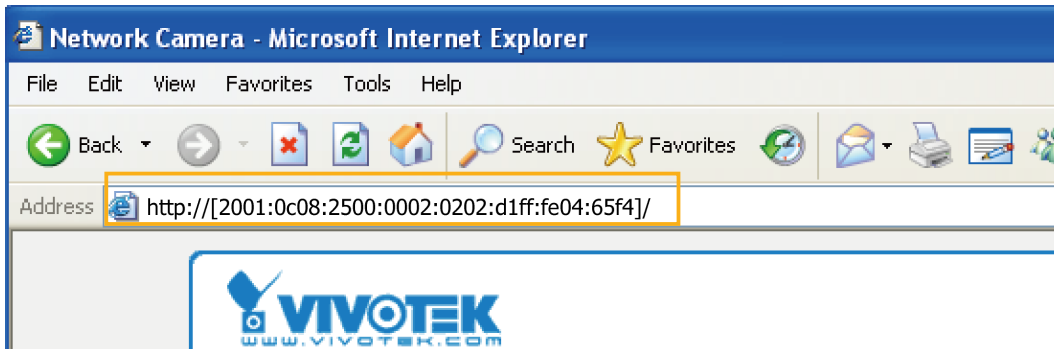 Network Camera - Microsoft Internet Explorer
File Edit View Favorites Tools Help
Back Search Favorites
Address http://[2001:0c08:2500:0002:0202:d1ff:fe04:65f4]/
VIVOTEK
www.vivotek.com